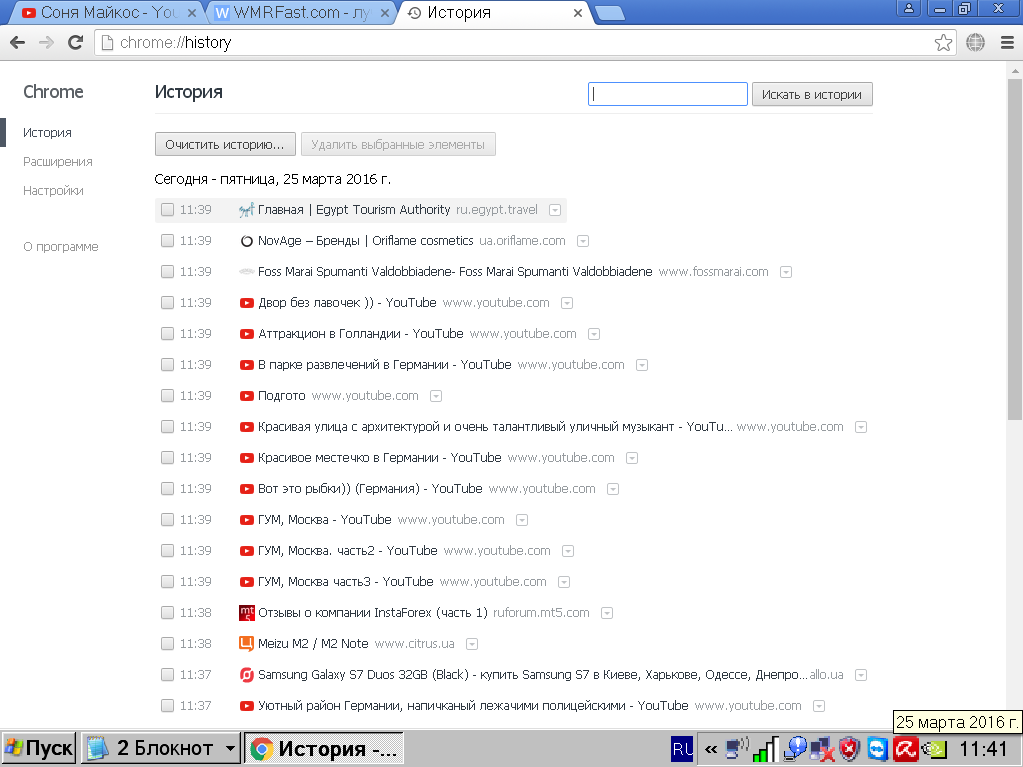 Соня Майкос - You
WMRFast.com - лу
История
chrome://history
Chrome
История
Искать в истории
История
Расширения
Настройки
О программе
Очистить историю...
Удалить выбранные элементы
Сегодня - пятница, 25 марта 2016 г.
11:39 Главная | Egypt Tourism Authority ru.egypt.travel
11:39 NovAge – Бренды | Oriflame cosmetics ua.oriflame.com
11:39 Foss Marai Spumanti Valdobbiadene- Foss Marai Spumanti Valdobbiadene www.fossmarai.com
11:39 Двор без лавочек )) - YouTube www.youtube.com
11:39 Аттракцион в Голландии - YouTube www.youtube.com
11:39 В парке развлечений в Германии - YouTube www.youtube.com
11:39 Подгото www.youtube.com
11:39 Красивая улица с архитектурой и очень талантливый уличный музыкант - YouTu... www.youtube.com
11:39 Красивое местечко в Германии - YouTube www.youtube.com
11:39 Вот это рыбки)) (Германия) - YouTube www.youtube.com
11:39 ГУМ, Москва - YouTube www.youtube.com
11:39 ГУМ, Москва. часть2 - YouTube www.youtube.com
11:39 ГУМ, Москва часть3 - YouTube www.youtube.com
11:38 mt5 Отзывы о компании InstaForex (часть 1) ruforum.mt5.com
11:38 Meizu M2 / M2 Note www.citrus.ua
11:37 Samsung Galaxy S7 Duos 32GB (Black) - купить Samsung S7 в Киеве, Харькове, Одессе, Днепро... allo.ua
11:37 Уютный район Германии, напичканый лежачими полицейскими - YouTube www.youtube.com
25 марта 2016 г.
Пуск
2 Блокнот
История - ...
RU
«
11:41